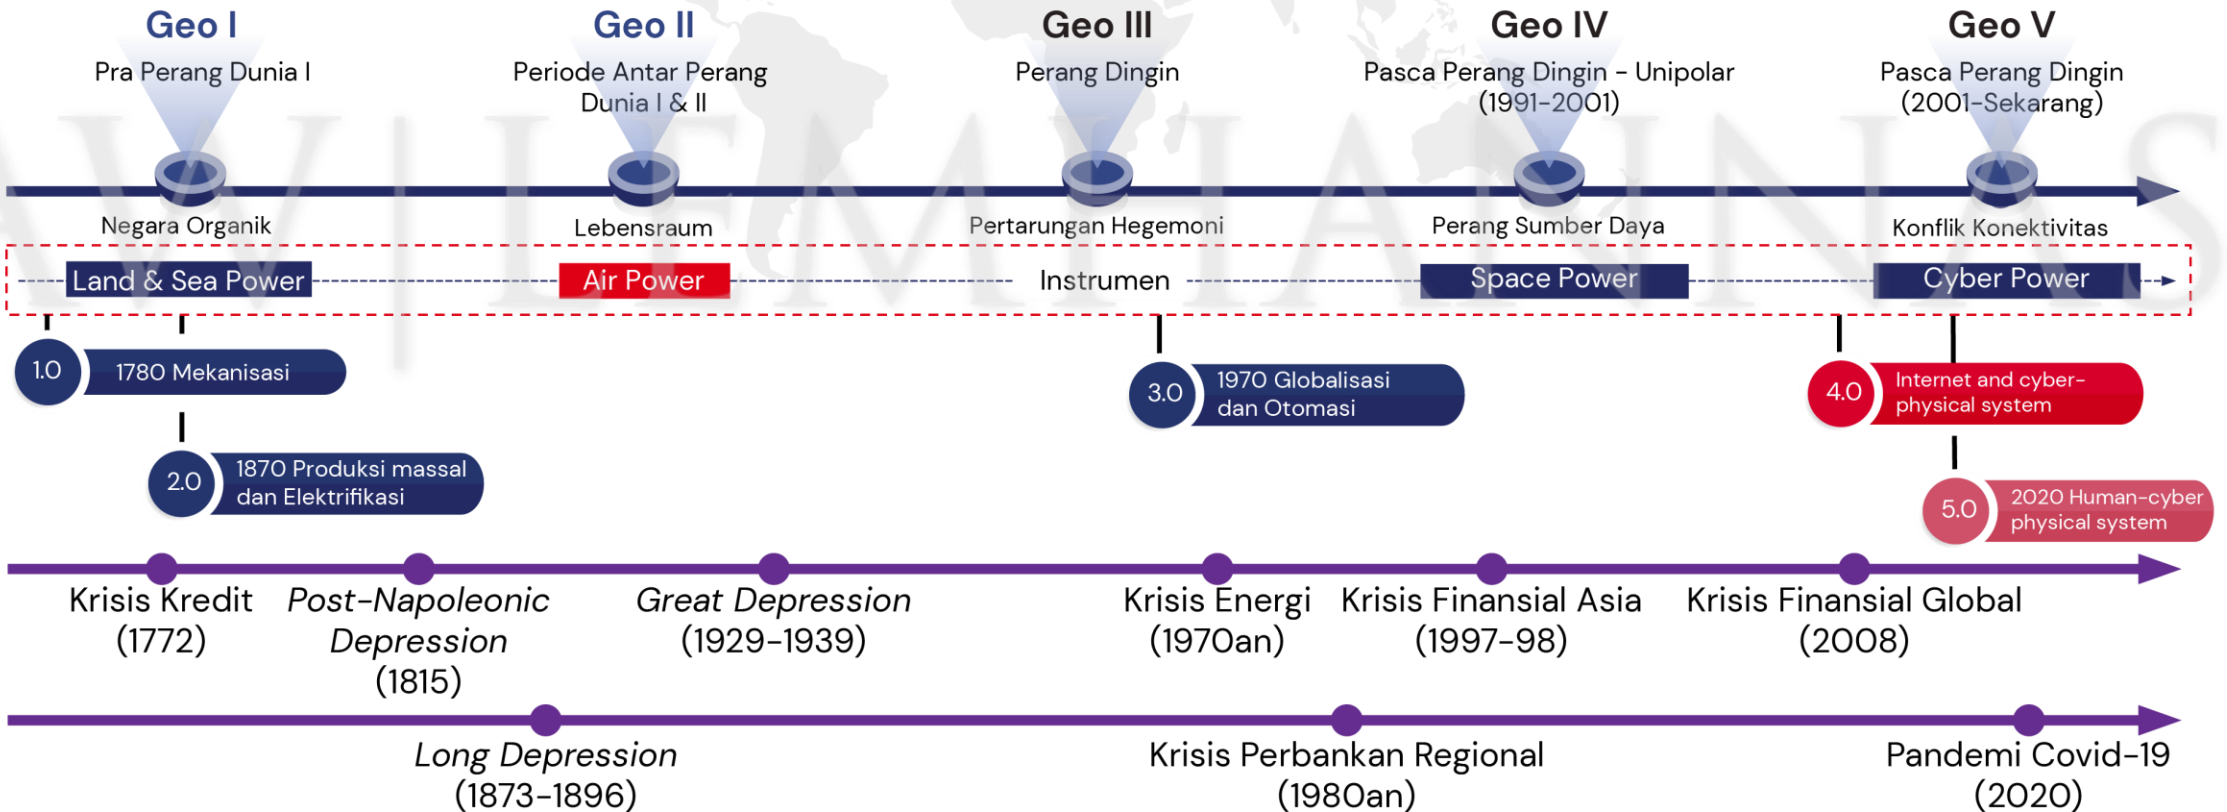 Geo I
Pra Perang Dunia I
Geo II
Periode Antar Perang
Dunia I & II
Geo III
Perang Dingin
Geo IV
Pasca Perang Dingin - Unipolar
(1991-2001)
Geo V
Pasca Perang Dingin
(2001-Sekarang)
AW | LEMHANNAS
Negara Organik
Lebensraum
Pertarungan Hegemoni
Perang Sumber Daya
Konflik Konektivitas
Land & Sea Power
Air Power
Instrumen
Space Power
Cyber Power
1.0
1780 Mekanisasi
2.0
1870 Produksi massal
dan Elektrifikasi
3.0
1970 Globalisasi
dan Otomasi
4.0
Internet and cyber-
physical system
5.0
2020 Human-cyber
physical system
Krisis Kredit
(1772)
Post-Napoleonic
Depression
(1815)
Great Depression
(1929-1939)
Krisis Energi
(1970an)
Krisis Finansial Asia
(1997-98)
Krisis Finansial Global
(2008)
Long Depression
(1873-1896)
Krisis Perbankan Regional
(1980an)
Pandemi Covid-19
(2020)